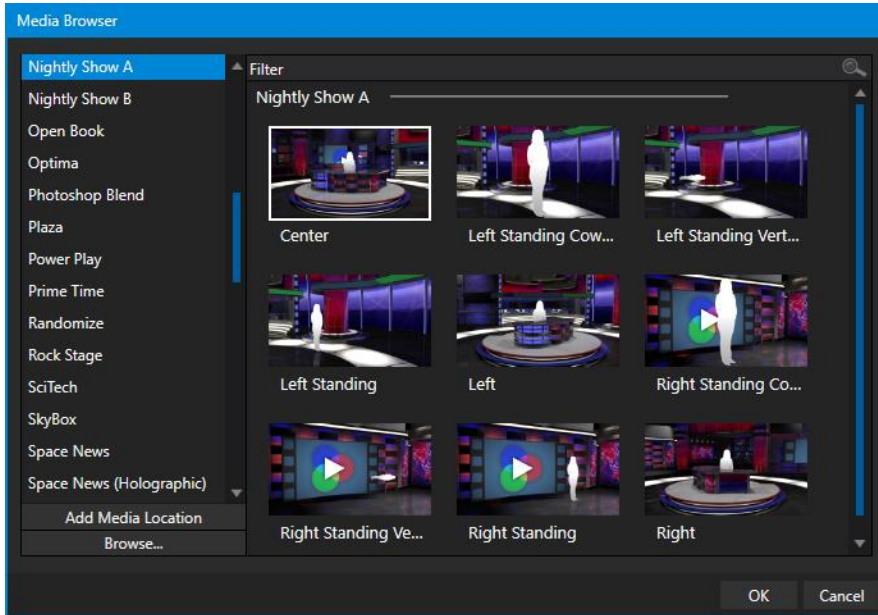 Media Browser
Nightly Show A
Nightly Show B
Open Book
Optima
Photoshop Blend
Plaza
Power Play
Prime Time
Randomize
Rock Stage
SciTech
SkyBox
Space News
Space News (Holographic)
Add Media Location
Browse...
Filter
Nightly Show A
Center
Left Standing Cow...
Left Standing Vert...
Left Standing
Left
Right Standing Co...
Right Standing Ve...
Right Standing
Right
OK
Cancel